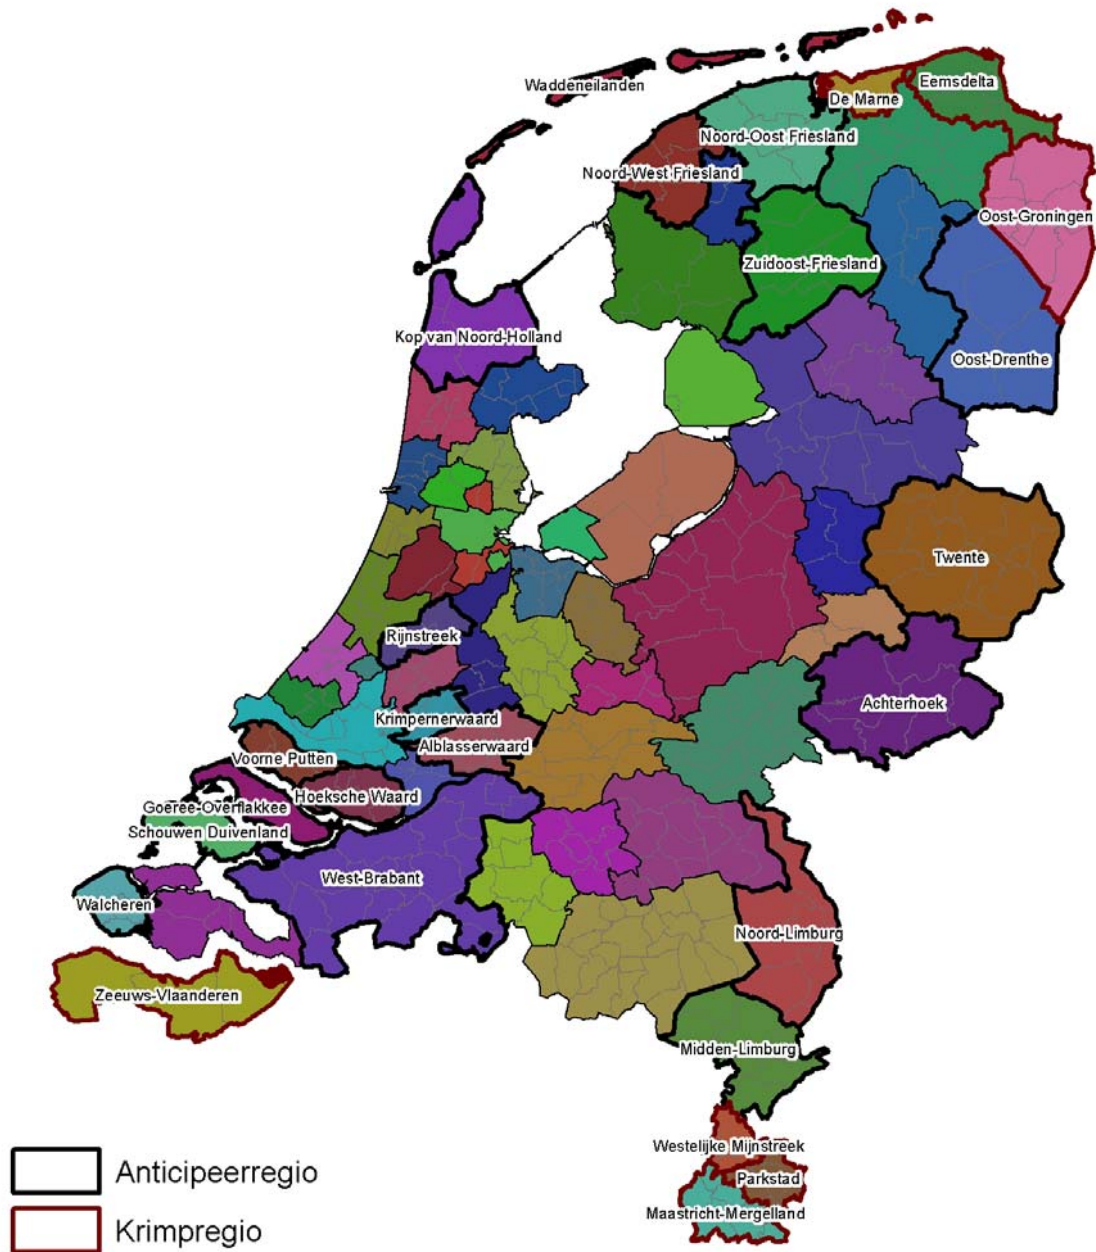 Eemsdelta
Waddeneilanden
De Marne
Noord-Oost Friesland
Noord-West Friesland
Oost-Groningen
Zuidoost-Friesland
Kop van Noord-Holland
Oost-Drenthe
Twente
Rijnstreek
Achterhoek
Krimpernerwaard
Alblasserwaard
Voorne Putten
Hoeksche Waard
Goeree-Overflakkee
Schouwen Duivenland
West-Brabant
Walcheren
Noord-Limburg
Zeeuws-Vlaanderen
Midden-Limburg
Westelijke Mijnstreek
Parkstad
Maastricht-Mergelland
Anticipeerregio
Krimpregio